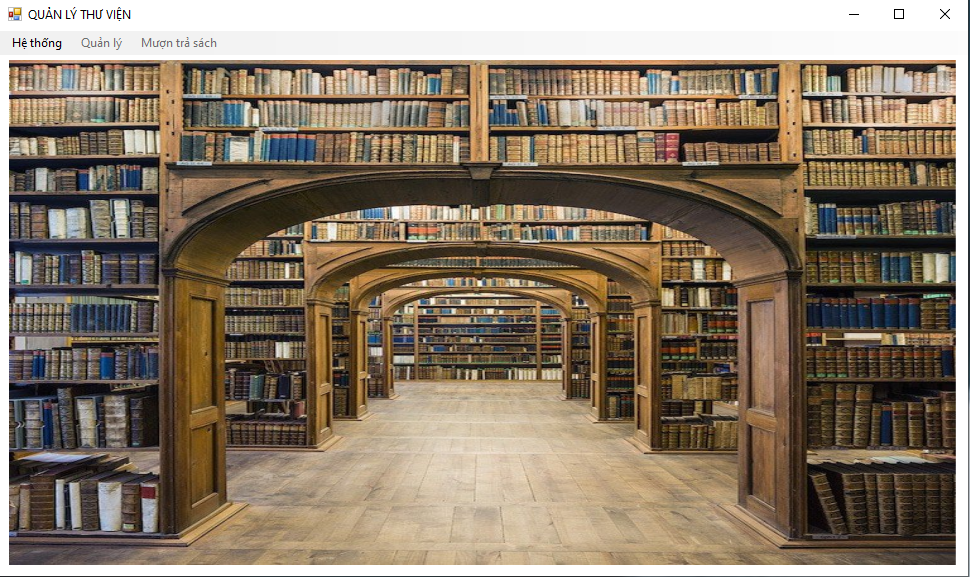 QUẢN LÝ THƯ VIỆN
Hệ thống Quản lý Mượn trả sách